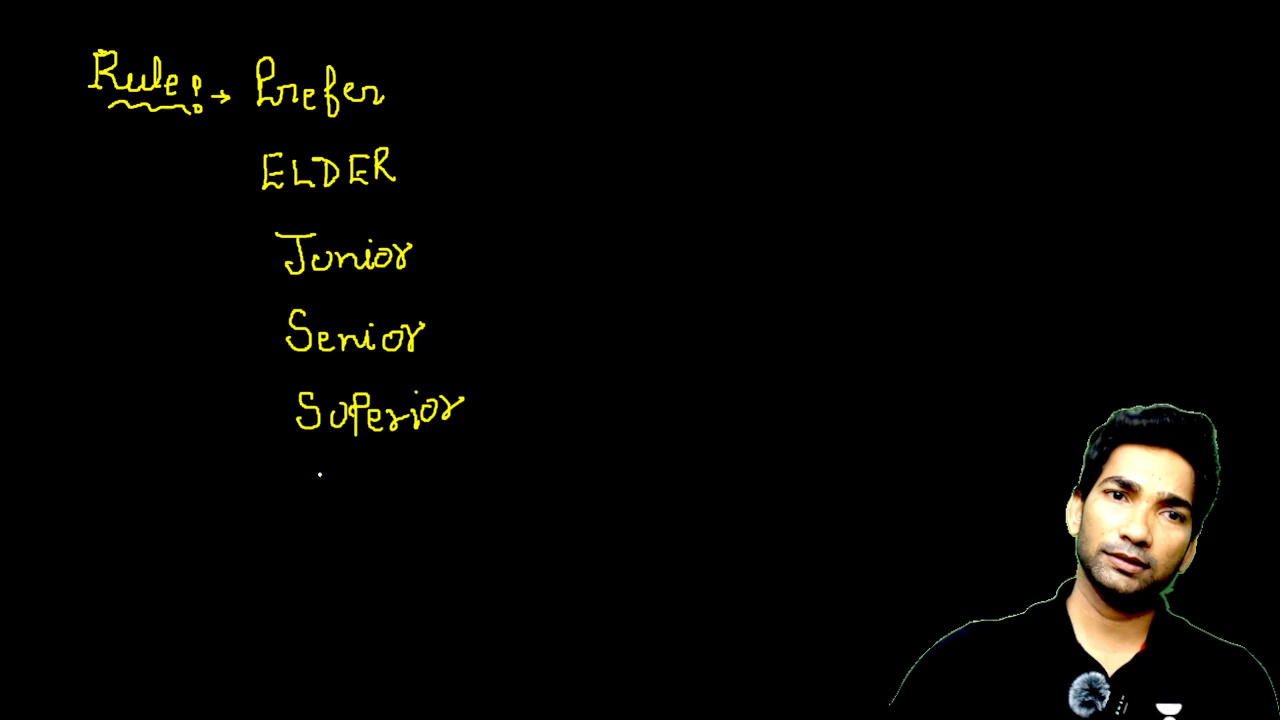 Rule: → Prefer
ELDER
Junior
Senior
Superior